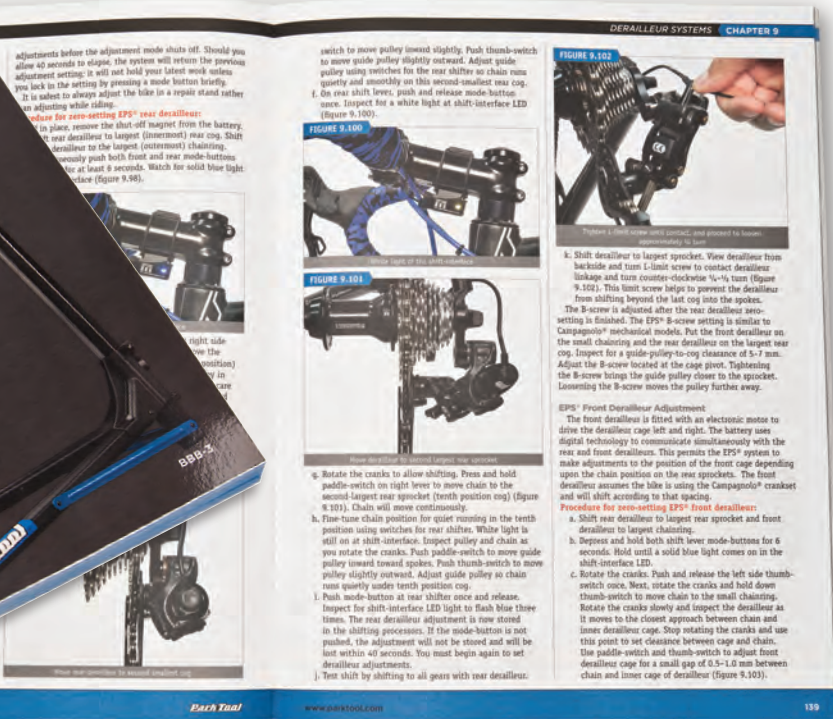 DERAILLEUR SYSTEMS CHAPTER 9
adjustments before the adjustment mode shuts off. Should you
allow 40 seconds to elapse, the system will return the previous
adjustment setting; it will not hold your latest work unless
you lock in the setting by pressing a mode button briefly.
It is safest to always adjust the bike in a repair stand rather
an adjusting while riding.
edure for zero-setting EPS® rear derailleur:
in place, remove the shut-off magnet from the battery.
ft rear derailleur to largest (innermost) rear cog. Shift
derailleur to the largest (outermost) chainring.
neously push both front and rear mode-buttons
for at least 6 seconds. Watch for solid blue light
rface (figure 9.98).
right side
ve the
position)
y in
care
BBB-3
switch to move pulley inward slightly. Push thumb-switch
to move guide pulley slightly outward. Adjust guide
pulley using switches for the rear shifter so chain runs
quietly and smoothly on this second-smallest rear cog.
f. On rear shift lever, push and release mode-button
once. Inspect for a white light at shift-interface LED
(figure 9.100).
FIGURE 9.100
White light of the shift-interface
FIGURE 9.101
Move derailleur to second largest rear sprocket
g. Rotate the cranks to allow shifting. Press and hold
paddle-switch on right lever to move chain to the
second-largest rear sprocket (tenth position cog) (figure
9.101). Chain will move continuously.
h. Fine-tune chain position for quiet running in the tenth
position using switches for rear shifter. White light is
still on at shift-interface. Inspect pulley and chain as
you rotate the cranks. Push paddle-switch to move guide
pulley inward toward spokes. Push thumb-switch to move
pulley slightly outward. Adjust guide pulley so chain
runs quietly under tenth position cog.
i. Push mode-button at rear shifter once and release.
Inspect for shift-interface LED light to flash blue three
times. The rear derailleur adjustment is now stored
in the shifting processors. If the mode-button is not
pushed, the adjustment will not be stored and will be
lost within 40 seconds. You must begin again to set
derailleur adjustments.
j. Test shift by shifting to all gears with rear derailleur.
FIGURE 9.102
Tighten L-limit screw until contact, and proceed to loosen
approximately ¼ turn
k. Shift derailleur to largest sprocket. View derailleur from
backside and turn L-limit screw to contact derailleur
linkage and turn counter-clockwise ¼-½ turn (figure
9.102). This limit screw helps to prevent the derailleur
from shifting beyond the last cog into the spokes.
The B-screw is adjusted after the rear derailleur zero-
setting is finished. The EPS® B-screw setting is similar to
Campagnolo® mechanical models. Put the front derailleur on
the small chainring and the rear derailleur on the largest rear
cog. Inspect for a guide-pulley-to-cog clearance of 5-7 mm.
Adjust the B-screw located at the cage pivot. Tightening
the B-screw brings the guide pulley closer to the sprocket.
Loosening the B-screw moves the pulley further away.
EPS® Front Derailleur Adjustment
The front derailleur is fitted with an electronic motor to
drive the derailleur cage left and right. The battery uses
digital technology to communicate simultaneously with the
rear and front derailleurs. This permits the EPS® system to
make adjustments to the position of the front cage depending
upon the chain position on the rear sprockets. The front
derailleur assumes the bike is using the Campagnolo® crankset
and will shift according to that spacing.
Procedure for zero-setting EPS® front derailleur:
a. Shift rear derailleur to largest rear sprocket and front
derailleur to largest chainring.
b. Depress and hold both shift lever mode-buttons for 6
seconds. Hold until a solid blue light comes on in the
shift-interface LED.
c. Rotate the cranks. Push and release the left side thumb-
switch once. Next, rotate the cranks and hold down
thumb-switch to move chain to the small chainring.
Rotate the cranks slowly and inspect the derailleur as
it moves to the closest approach between chain and
inner derailleur cage. Stop rotating the cranks and use
this point to set clearance between cage and chain.
Use paddle-switch and thumb-switch to adjust front
derailleur cage for a small gap of 0.5-1.0 mm between
chain and inner cage of derailleur (figure 9.103).
Park Tool
www.parktool.com
139